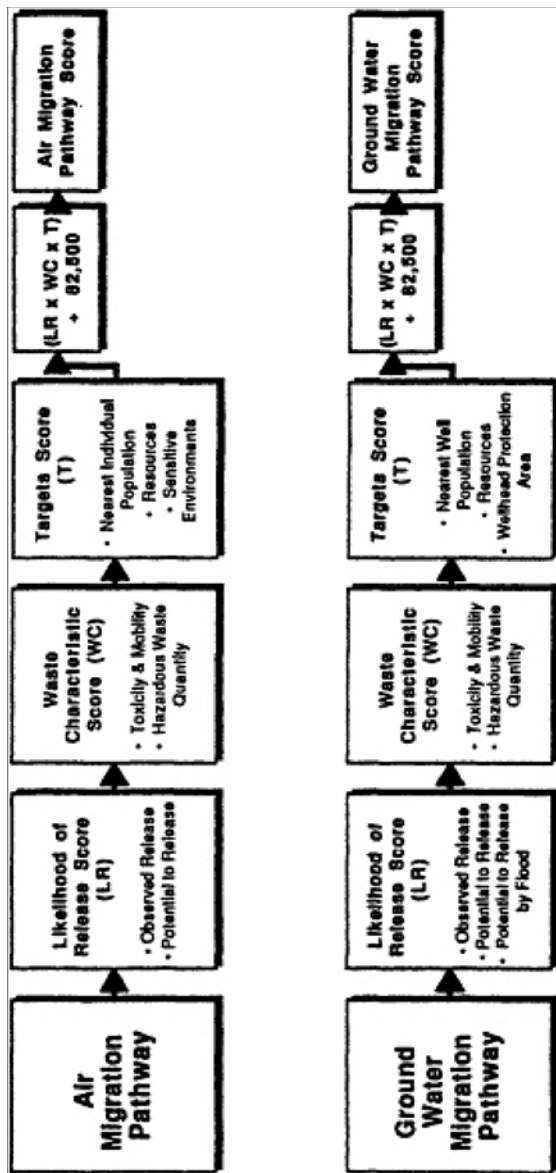 Air
Migration
Pathway
Likelihood of
Release Score
(LR)
• Observed Release
• Potential to Release
Waste
Characteristic
Score (WC)
• Toxicity & Mobility
• Hazardous Waste
Quantity
Targets Score
(T)
• Nearest Individual
Population
• Resources
• Sensitive
Environments
(LR x WC x T)
÷ 82,500
Air Migration
Pathway Score
Ground
Water
Migration
Pathway
Likelihood of
Release Score
(LR)
• Observed Release
• Potential to Release
• Potential to Release
by Flood
Waste
Characteristic
Score (WC)
• Toxicity & Mobility
• Hazardous Waste
Quantity
Targets Score
(T)
• Nearest Well
Population
• Resources
• Wellhead Protection
Area
(LR x WC x T)
÷ 82,500
Ground Water
Migration
Pathway Score